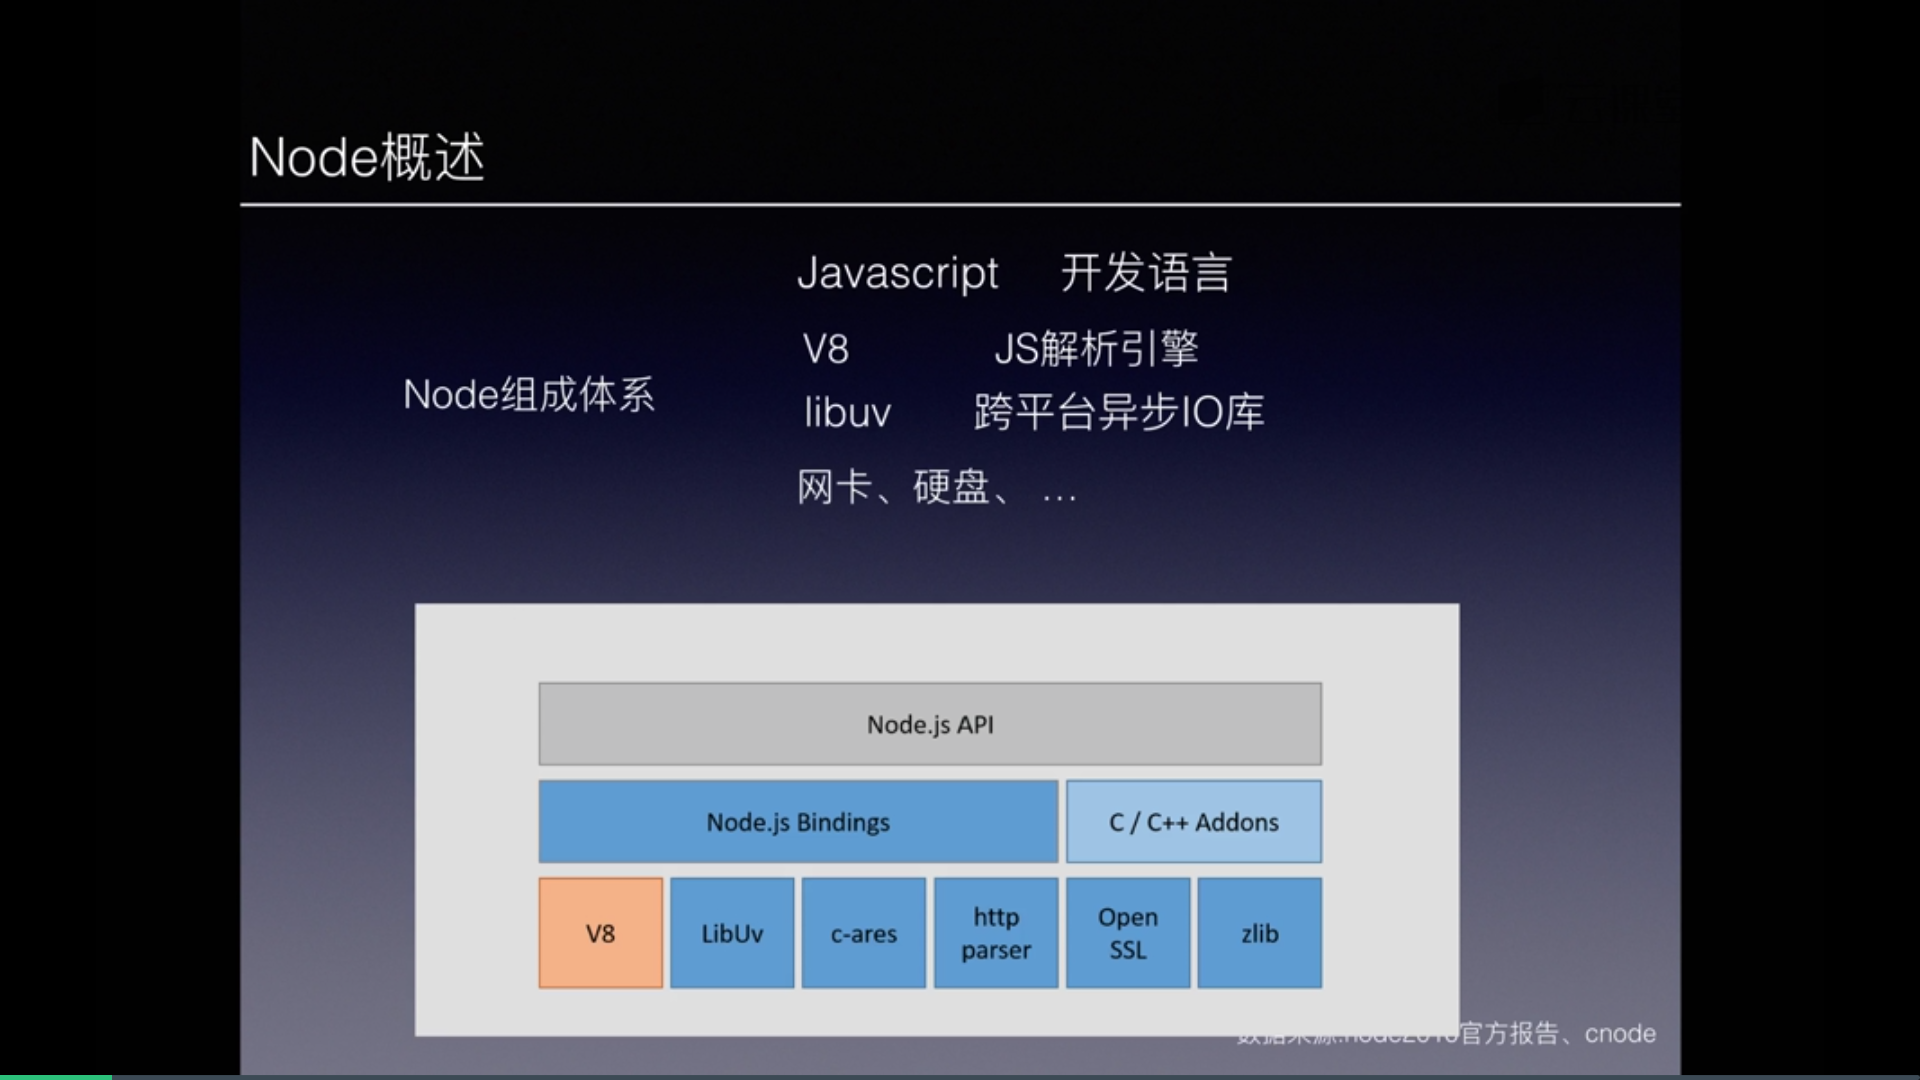 Node概述
Javascript 开发语言
V8 JS解析引擎
Node组成体系
libuv 跨平台异步IO库
网卡、硬盘、 …
Node.js API
Node.js Bindings
C / C++ Addons
V8
LibUv
c-ares
http
parser
Open
SSL
zlib
官方报告、cnode